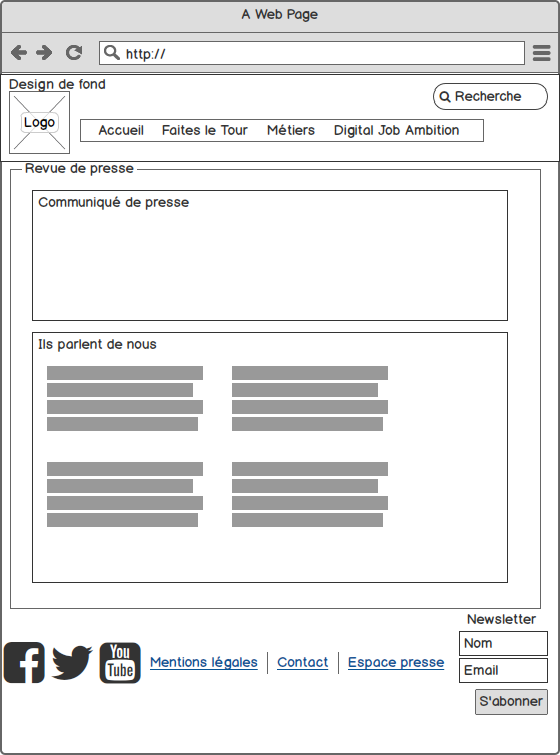 A Web Page
http://
Design de fond
Recherche
Logo
Accueil Faites le Tour Métiers Digital Job Ambition
Revue de presse
Communiqué de presse
Ils parlent de nous
Newsletter
Nom
Email
S'abonner
You
Tube
Mentions légales Contact Espace presse